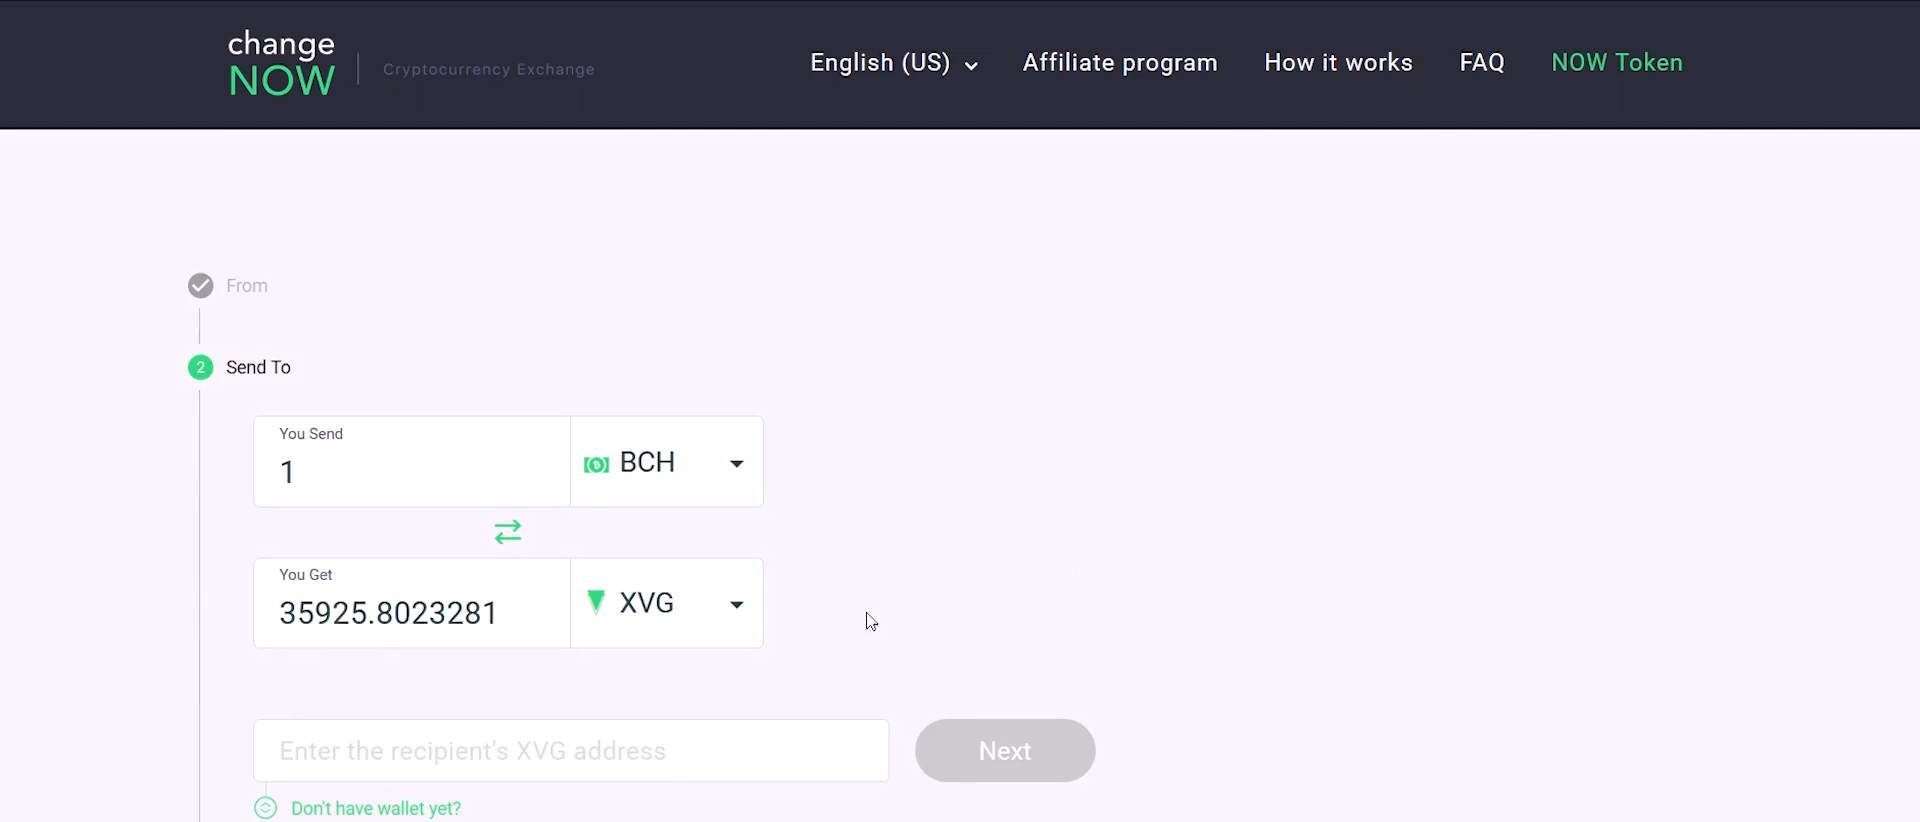 change
NOW
Cryptocurrency Exchange
English (US)
Affiliate program
How it works
FAQ
NOW Token
From
2
Send To
You Send
1
BCH
You Get
35925.8023281
XVG
Enter the recipient's XVG address
Next
Don't have wallet yet?